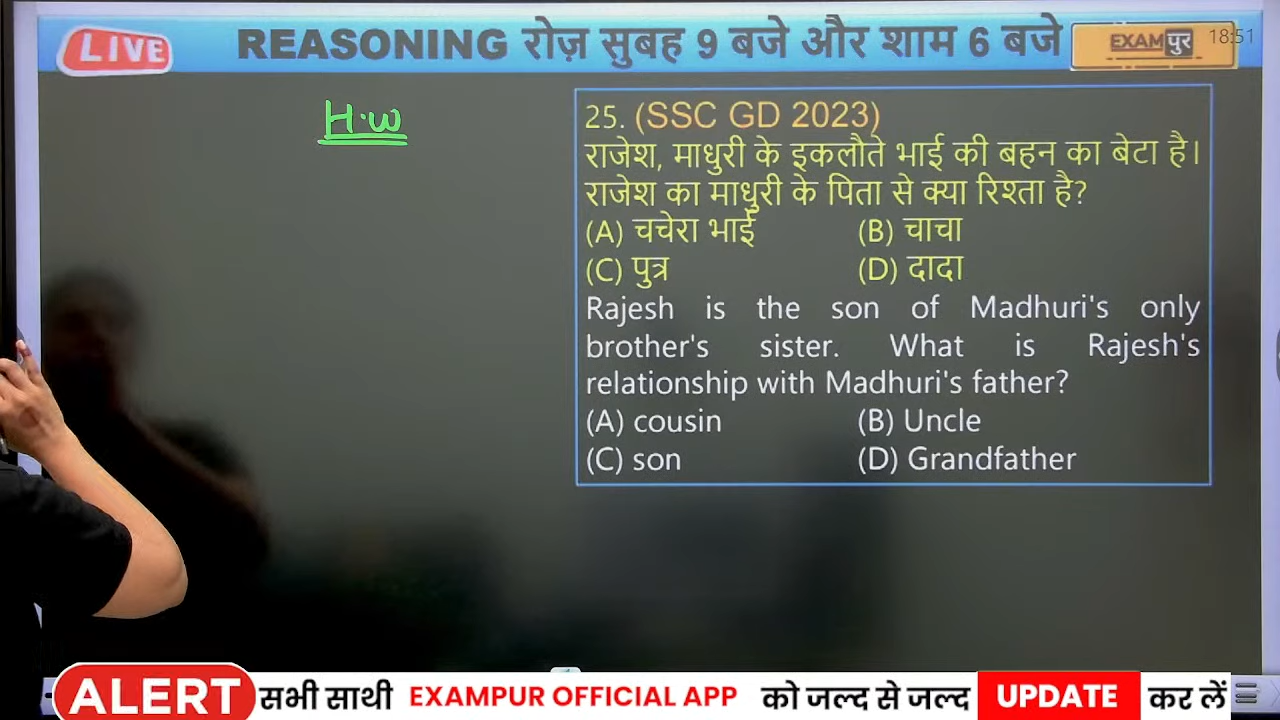 LIVE
REASONING रोज़ सुबह 9 बजे और शाम 6 बजे
EXAMपुर
18:51
H.W
25. (SSC GD 2023)
राजेश, माधुरी के इकलौते भाई की बहन का बेटा है।
राजेश का माधुरी के पिता से क्या रिश्ता है?
(A) चचेरा भाई (B) चाचा
(C) पुत्र (D) दादा
Rajesh is the son of Madhuri's only
brother's sister. What is Rajesh's
relationship with Madhuri's father?
(A) cousin (B) Uncle
(C) son (D) Grandfather
ALERT सभी साथी EXAMPUR OFFICIAL APP को जल्द से जल्द UPDATE कर लें